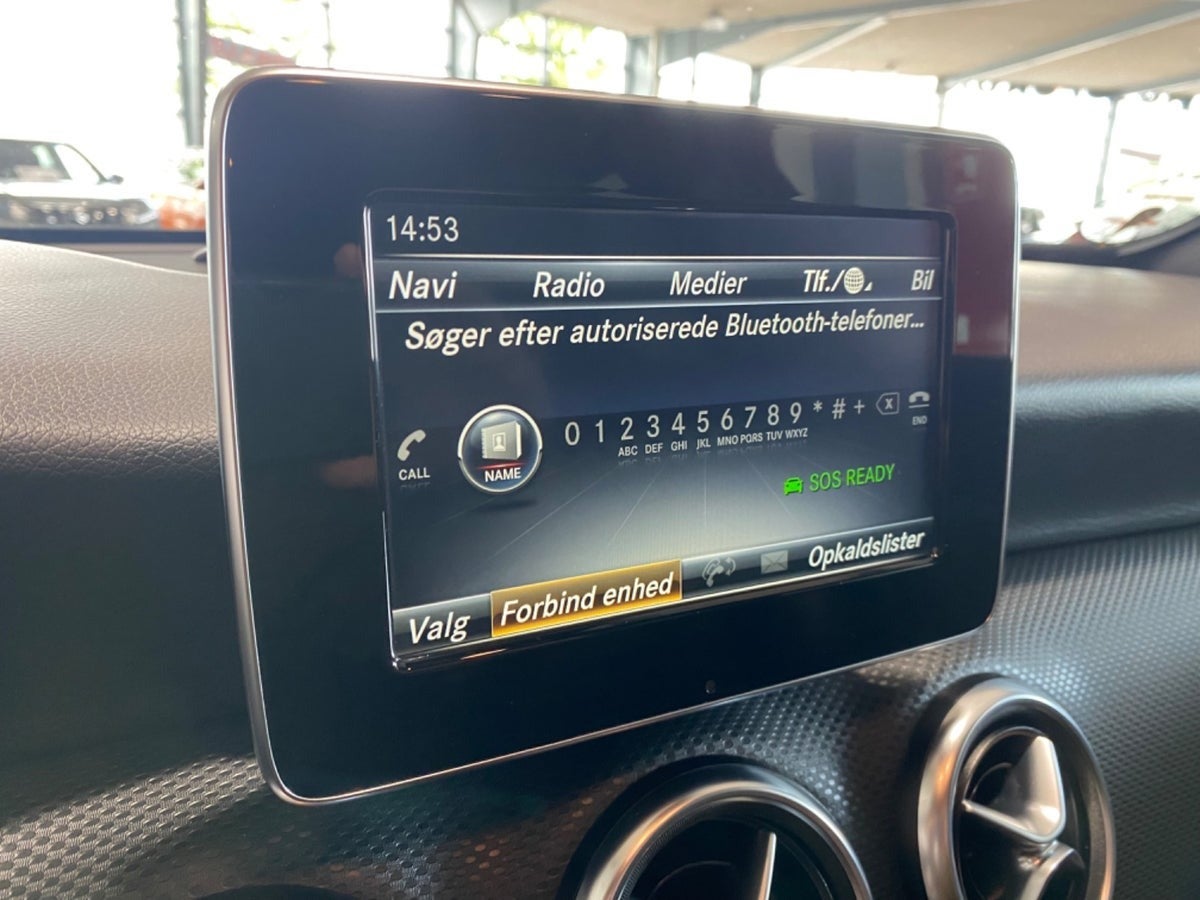 14:53
Navi Radio Medier Tlf./ Bil
Søger efter autoriserede Bluetooth-telefoner...
CALL NAME 0 1 2 3 4 5 6 7 8 9 * # + X END
ABC DEF GHI JKL MNO PQRS TUV WXYZ
SOS READY
Valg Forbind enhed Opkaldslister